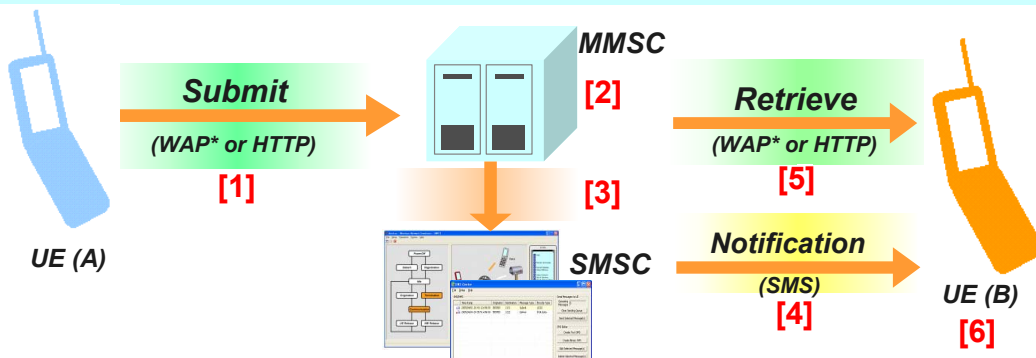 MMSC
Submit
[2]
Retrieve
(WAP* or HTTP)
(WAP* or HTTP)
[1]
[3]
[5]
UE (A)
SMSC
Notification
(SMS)
[4]
UE (B)
[6]